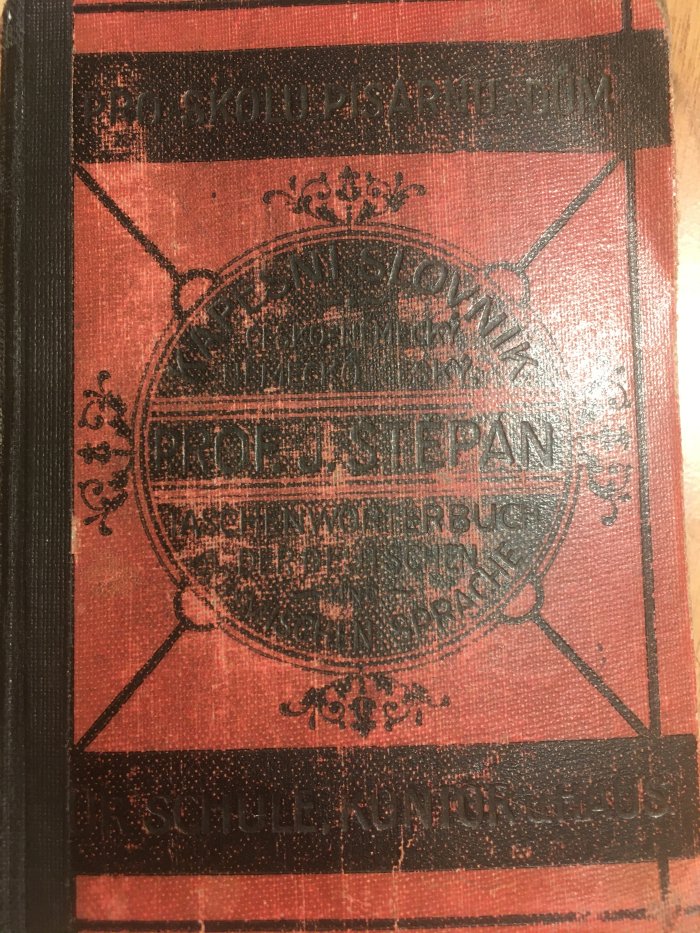 PRO ŠKOLU, PÍSÁRNU A DŮM
KAPESNÍ SLOVNÍK
ČESKO-NĚMECKÝ
NĚMECKO-ČESKÝ.
PROF. J. ŠTĚPÁN
TASCHENWÖRTERBUCH
DER DEUTSCHEN
UND
BÖHMISCHEN SPRACHE
FÜR SCHULE, KONTOR u. HAUS